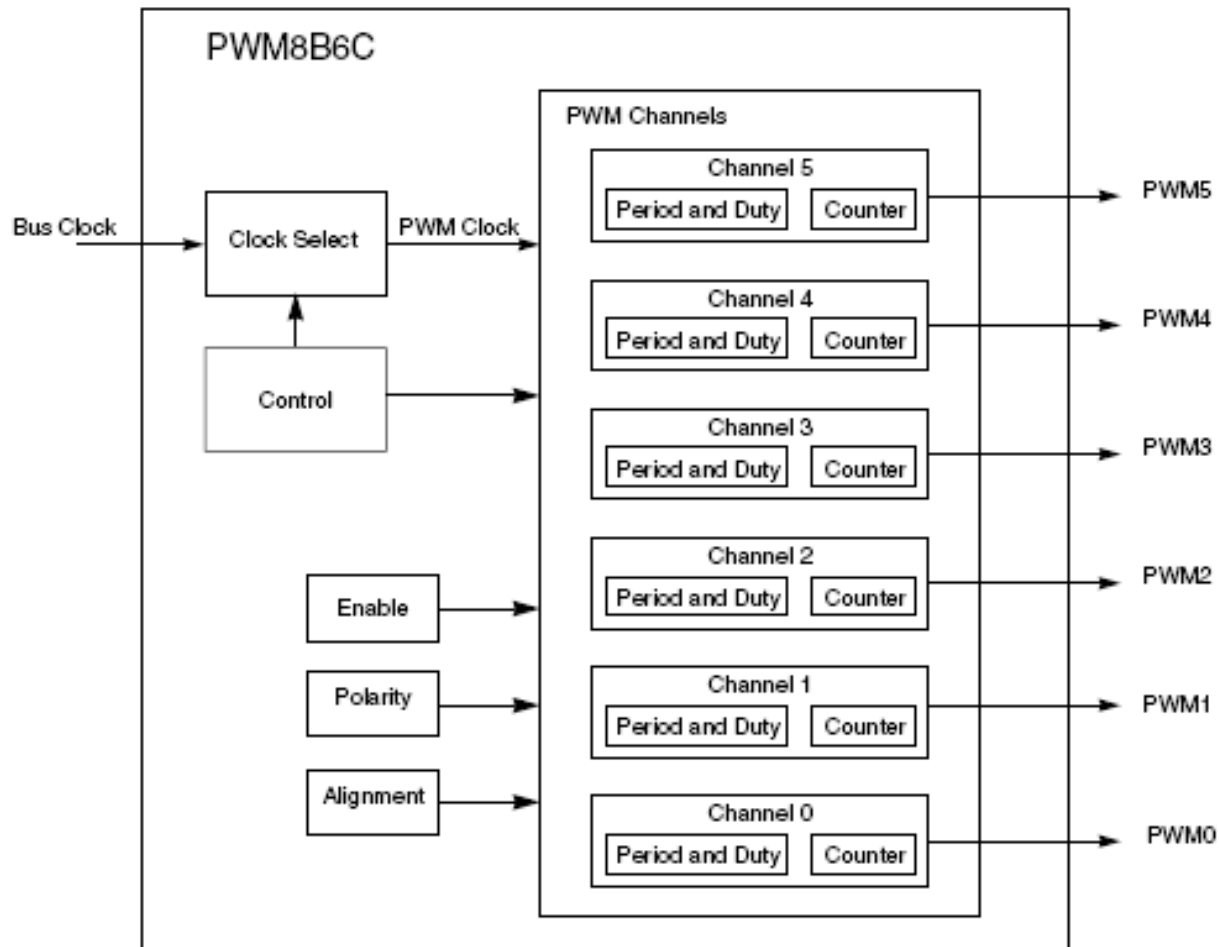 PWM8B6C
PWM Channels
Channel 5
Period and Duty
Counter
PWM5
Bus Clock
Clock Select
PWM Clock
Channel 4
Period and Duty
Counter
PWM4
Control
Channel 3
Period and Duty
Counter
PWM3
Channel 2
Period and Duty
Counter
PWM2
Enable
Channel 1
Period and Duty
Counter
PWM1
Polarity
Alignment
Channel 0
Period and Duty
Counter
PWM0